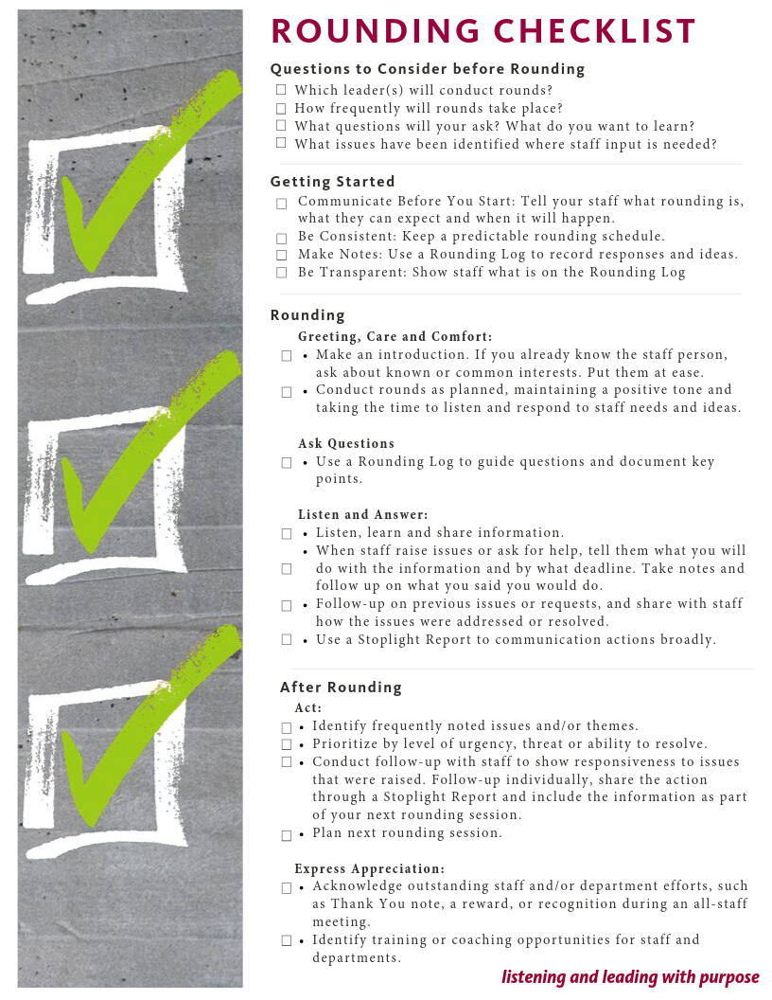 ROUNDING CHECKLIST
Questions to Consider before Rounding
Which leader(s) will conduct rounds?
How frequently will rounds take place?
What questions will your ask? What do you want to learn?
What issues have been identified where staff input is needed?
Getting Started
Communicate Before You Start: Tell your staff what rounding is,
what they can expect and when it will happen.
Be Consistent: Keep a predictable rounding schedule.
Make Notes: Use a Rounding Log to record responses and ideas.
Be Transparent: Show staff what is on the Rounding Log
Rounding
Greeting, Care and Comfort:
• Make an introduction. If you already know the staff person,
ask about known or common interests. Put them at ease.
• Conduct rounds as planned, maintaining a positive tone and
taking the time to listen and respond to staff needs and ideas.
Ask Questions
• Use a Rounding Log to guide questions and document key
points.
Listen and Answer:
• Listen, learn and share information.
• When staff raise issues or ask for help, tell them what you will
do with the information and by what deadline. Take notes and
follow up on what you said you would do.
• Follow-up on previous issues or requests, and share with staff
how the issues were addressed or resolved.
• Use a Stoplight Report to communication actions broadly.
After Rounding
Act:
• Identify frequently noted issues and/or themes.
• Prioritize by level of urgency, threat or ability to resolve.
• Conduct follow-up with staff to show responsiveness to issues
that were raised. Follow-up individually, share the action
through a Stoplight Report and include the information as part
of your next rounding session.
• Plan next rounding session.
Express Appreciation:
• Acknowledge outstanding staff and/or department efforts, such
as Thank You note, a reward, or recognition during an all-staff
meeting.
• Identify training or coaching opportunities for staff and
departments.
listening and leading with purpose